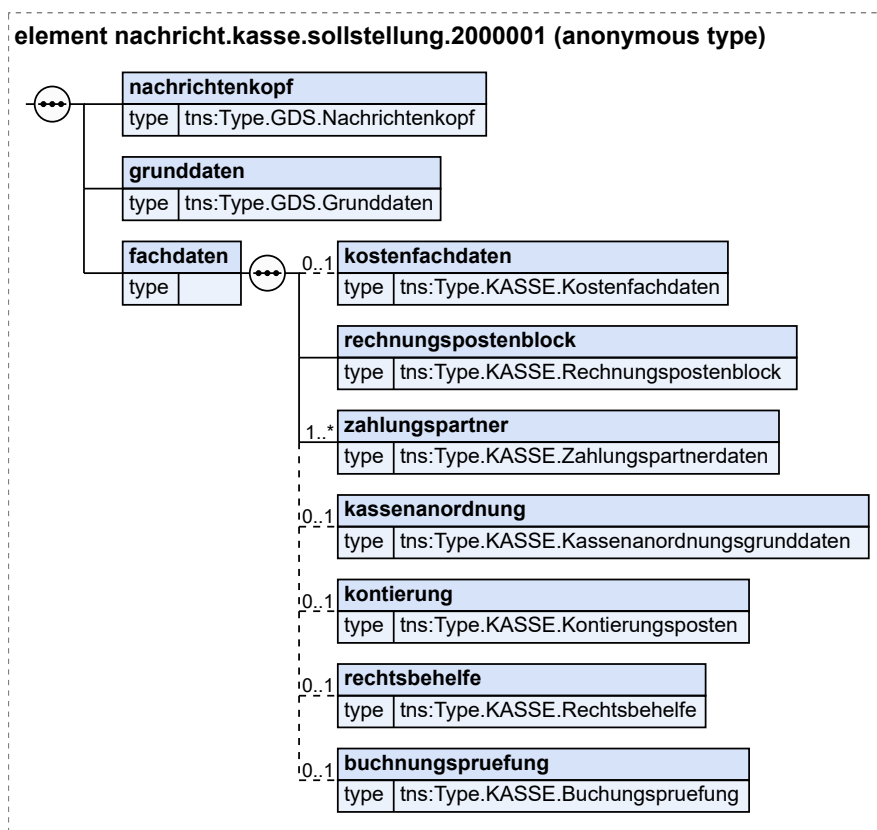 element nachricht.kasse.sollstellung.2000001 (anonymous type)
nachrichtenkopf
type tns:Type.GDS.Nachrichtenkopf
grunddaten
type tns:Type.GDS.Grunddaten
fachdaten
type
0..1 kostenfachdaten
type tns:Type.KASSE.Kostenfachdaten
rechnungspostenblock
type tns:Type.KASSE.Rechnungspostenblock
1..* zahlungspartner
type tns:Type.KASSE.Zahlungspartnerdaten
0..1 kassenanordnung
type tns:Type.KASSE.Kassenanordnungsgrunddaten
0..1 kontierung
type tns:Type.KASSE.Kontierungsposten
0..1 rechtsbehelfe
type tns:Type.KASSE.Rechtsbehelfe
0..1 buchnungspruefung
type tns:Type.KASSE.Buchungspruefung